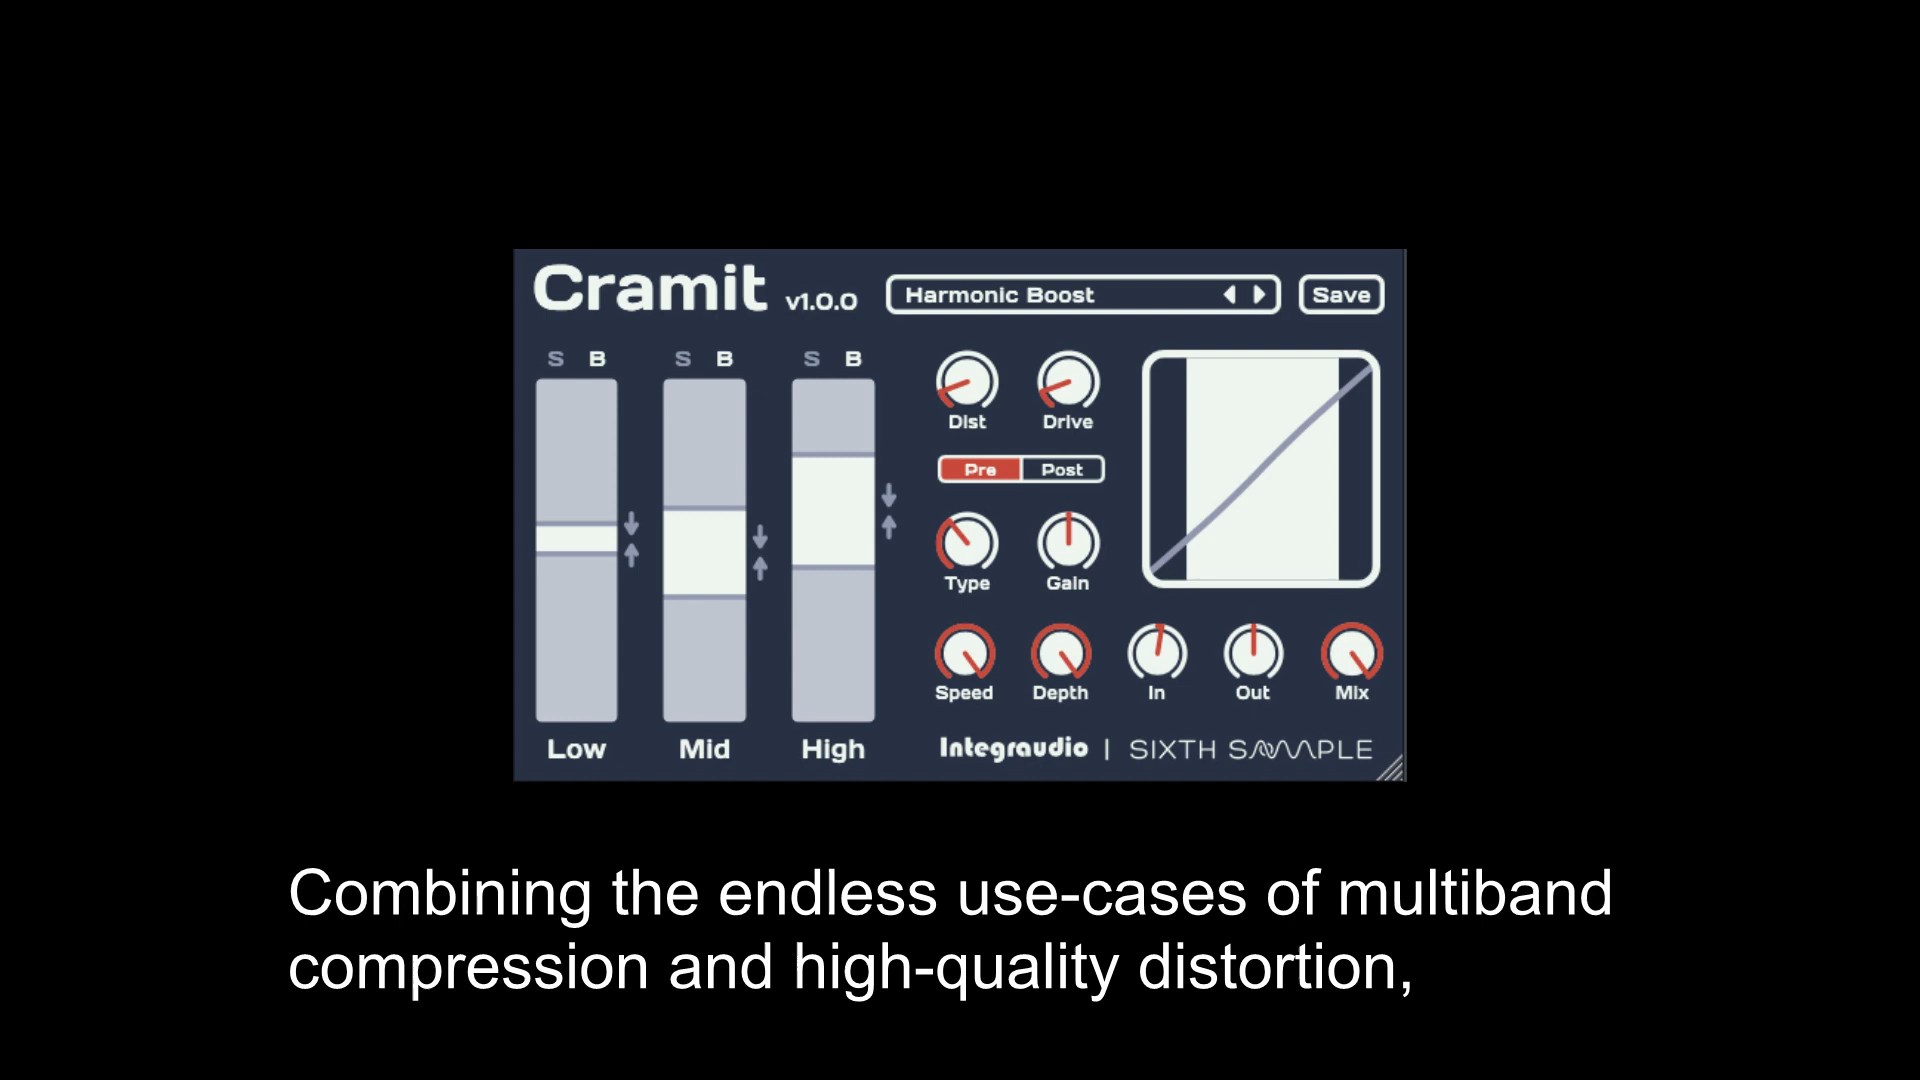 Cramit v1.0.0
Harmonic Boost
Save
S B
S B
S B
Dist
Drive
Pre
Post
Type
Gain
Speed
Depth
In
Out
Mix
Low
Mid
High
Integraudio | SIXTH SAMPLE
Combining the endless use-cases of multiband
compression and high-quality distortion,